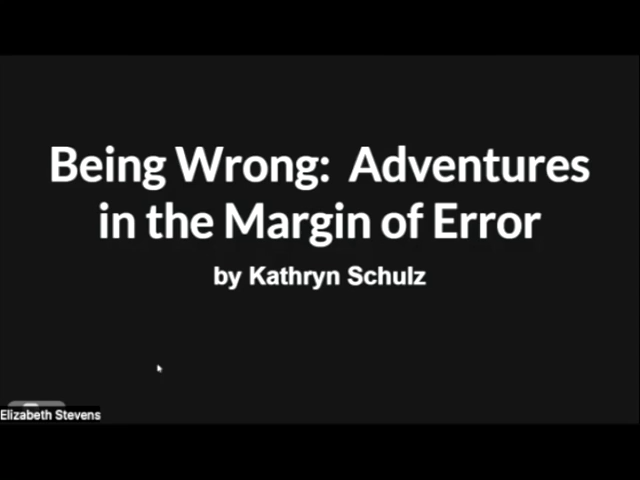 Being Wrong: Adventures
in the Margin of Error
by Kathryn Schulz
Elizabeth Stevens